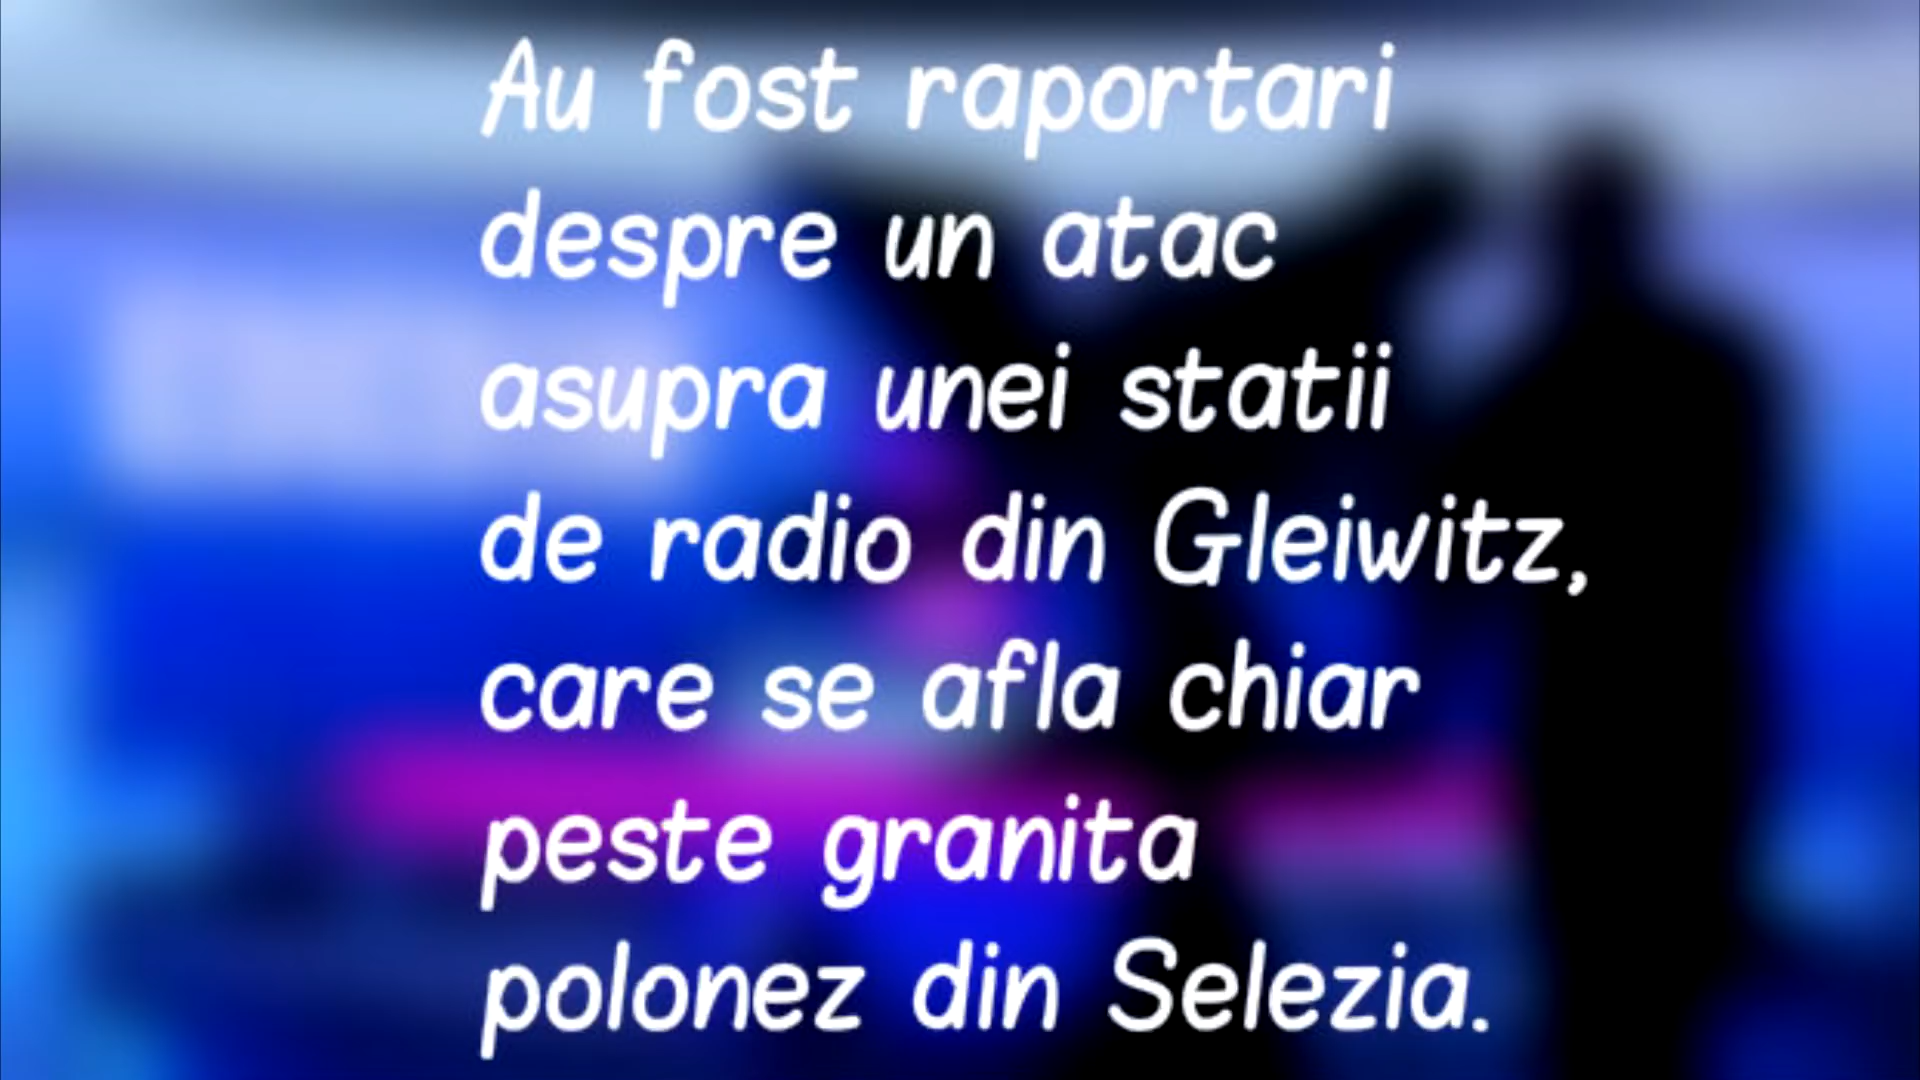 Au fost raportari
despre un atac
asupra unei statii
de radio din Gleiwitz,
care se afla chiar
peste granita
polonez din Selezia.